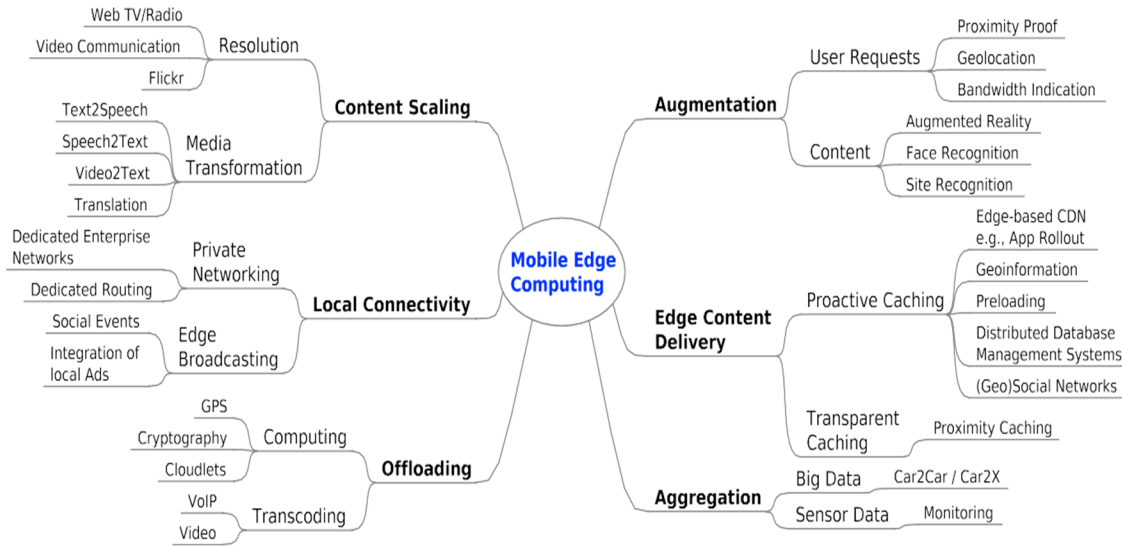 Mobile Edge
Computing
Content Scaling
Resolution
Web TV/Radio
Video Communication
Flickr
Media
Transformation
Text2Speech
Speech2Text
Video2Text
Translation
Local Connectivity
Private
Networking
Dedicated Enterprise
Networks
Dedicated Routing
Edge
Broadcasting
Social Events
Integration of
local Ads
Offloading
Computing
GPS
Cryptography
Cloudlets
Transcoding
VoIP
Video
Augmentation
User Requests
Proximity Proof
Geolocation
Bandwidth Indication
Content
Augmented Reality
Face Recognition
Site Recognition
Edge Content
Delivery
Proactive Caching
Edge-based CDN
e.g., App Rollout
Geoinformation
Preloading
Distributed Database
Management Systems
(Geo)Social Networks
Transparent
Caching
Proximity Caching
Aggregation
Big Data
Car2Car / Car2X
Sensor Data
Monitoring